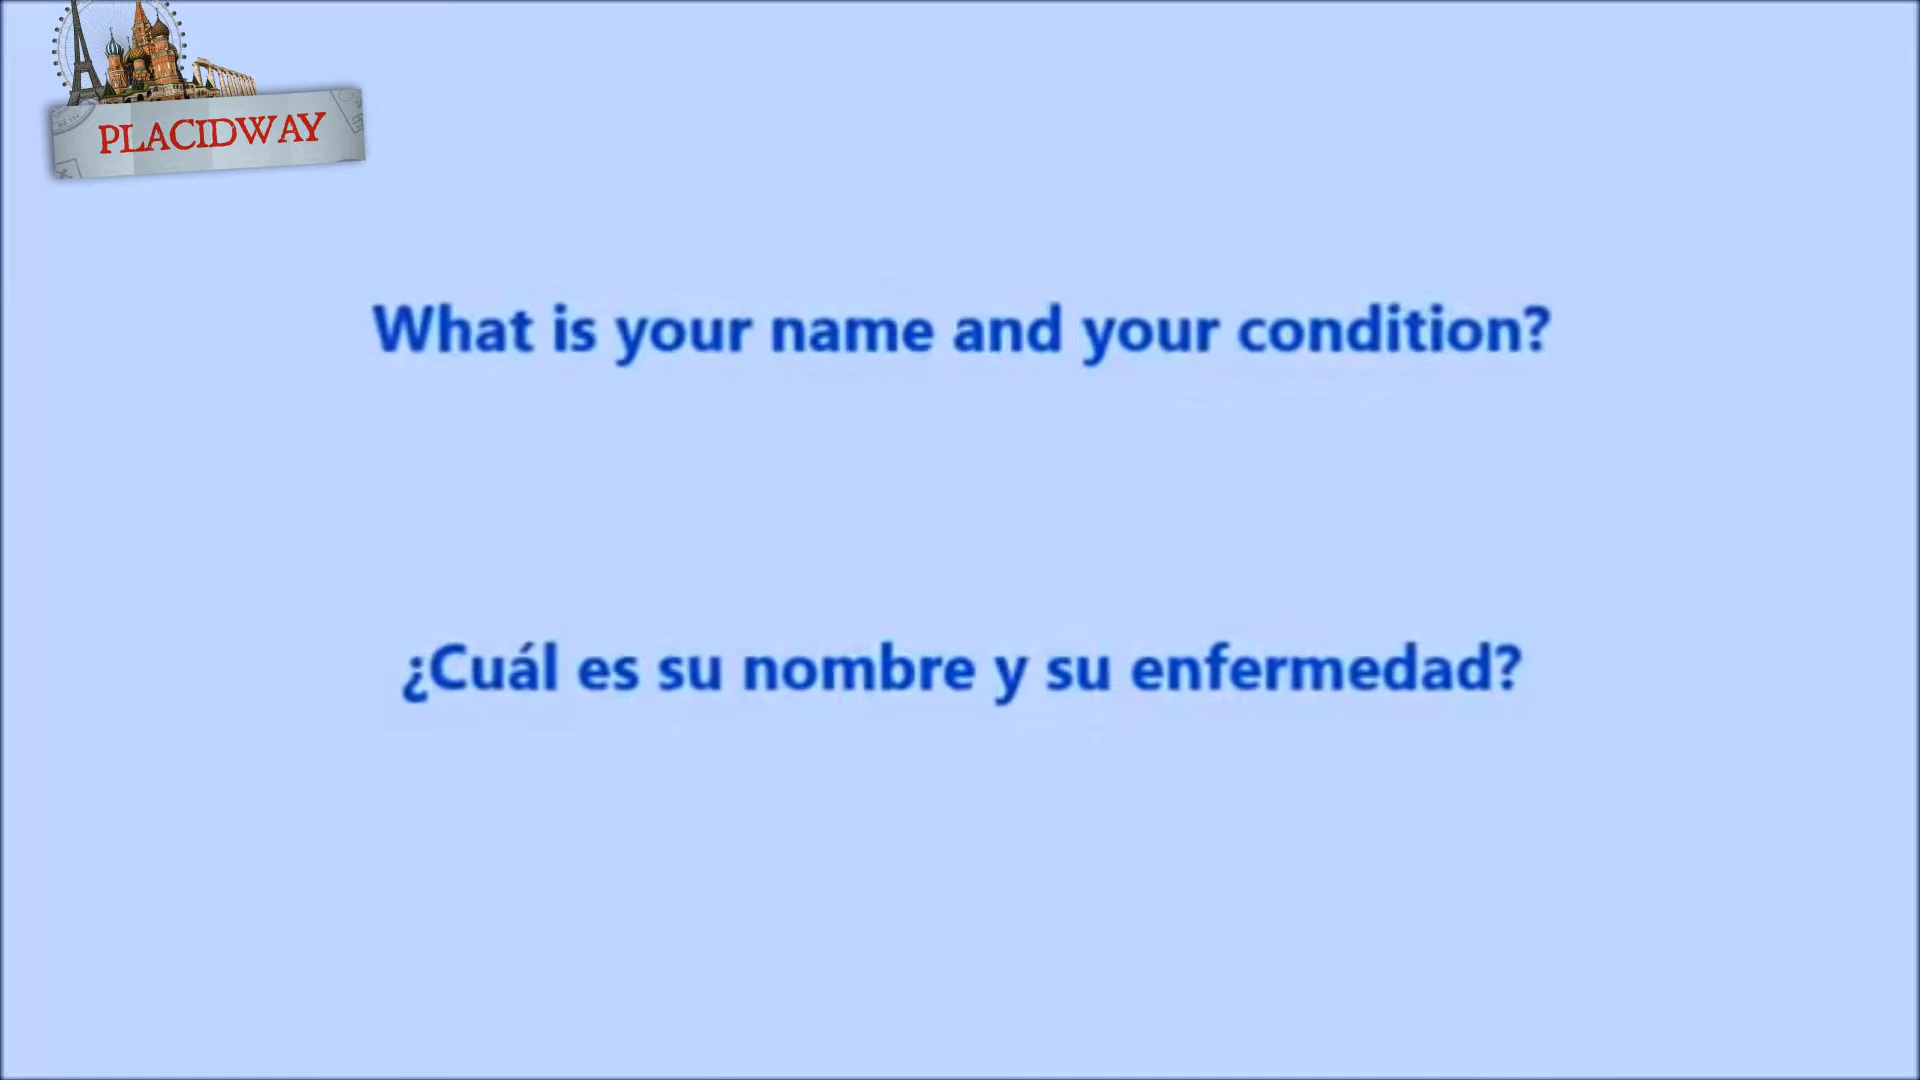 PLACIDWAY
What is your name and your condition?
¿Cuál es su nombre y su enfermedad?